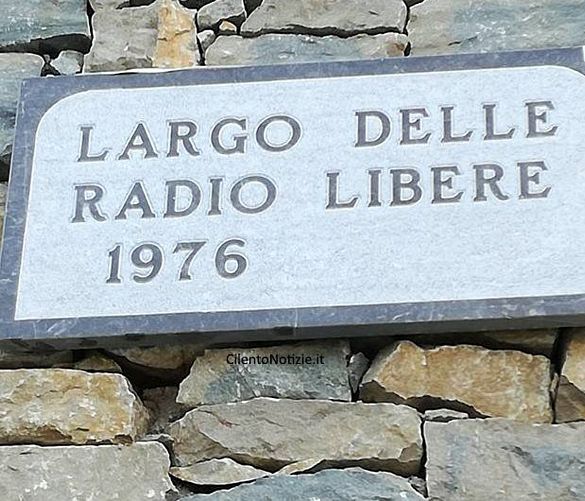 LARGO DELLE
RADIO LIBERE
1976
CilentoNotizie.it